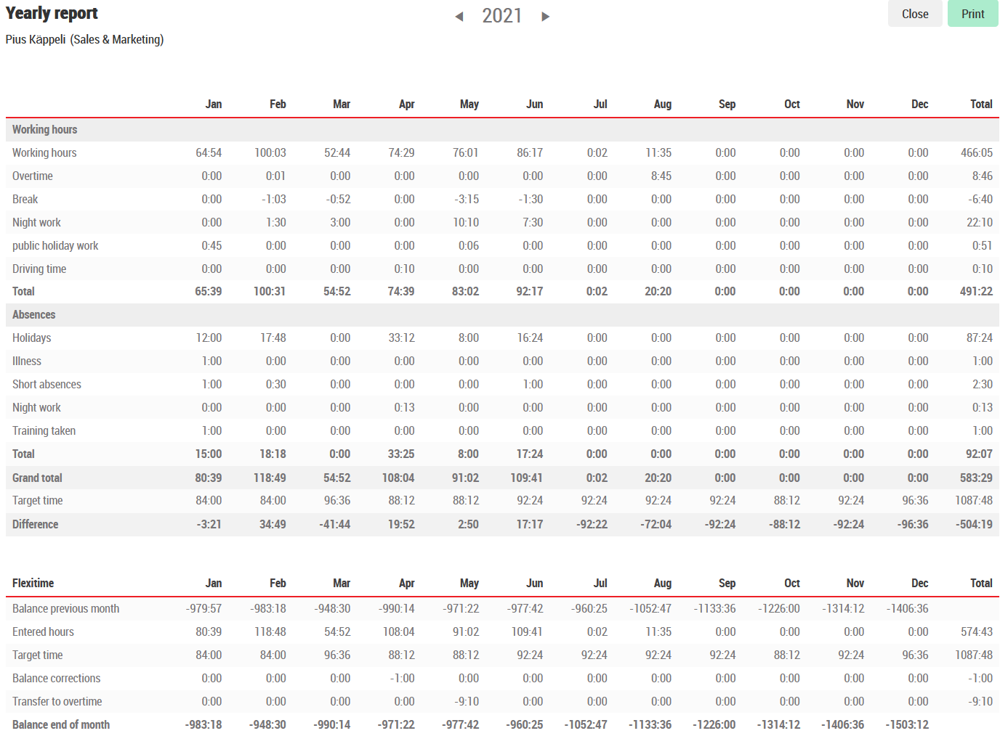 Yearly report ◀ 2021 ▶ Close Print
Pius Käppeli (Sales & Marketing)
Jan Feb Mar Apr May Jun Jul Aug Sep Oct Nov Dec Total
Working hours
Working hours 64:54 100:03 52:44 74:29 76:01 86:17 0:02 11:35 0:00 0:00 0:00 0:00 466:05
Overtime 0:00 0:01 0:00 0:00 0:00 0:00 0:00 8:45 0:00 0:00 0:00 0:00 8:46
Break 0:00 -1:03 -0:52 0:00 -3:15 -1:30 0:00 0:00 0:00 0:00 0:00 0:00 -6:40
Night work 0:00 1:30 3:00 0:00 10:10 7:30 0:00 0:00 0:00 0:00 0:00 0:00 22:10
public holiday work 0:45 0:00 0:00 0:00 0:06 0:00 0:00 0:00 0:00 0:00 0:00 0:00 0:51
Driving time 0:00 0:00 0:00 0:10 0:00 0:00 0:00 0:00 0:00 0:00 0:00 0:00 0:10
Total 65:39 100:31 54:52 74:39 83:02 92:17 0:02 20:20 0:00 0:00 0:00 0:00 491:22
Absences
Holidays 12:00 17:48 0:00 33:12 8:00 16:24 0:00 0:00 0:00 0:00 0:00 0:00 87:24
Illness 1:00 0:00 0:00 0:00 0:00 0:00 0:00 0:00 0:00 0:00 0:00 0:00 1:00
Short absences 1:00 0:30 0:00 0:00 0:00 1:00 0:00 0:00 0:00 0:00 0:00 0:00 2:30
Night work 0:00 0:00 0:00 0:13 0:00 0:00 0:00 0:00 0:00 0:00 0:00 0:00 0:13
Training taken 1:00 0:00 0:00 0:00 0:00 0:00 0:00 0:00 0:00 0:00 0:00 0:00 1:00
Total 15:00 18:18 0:00 33:25 8:00 17:24 0:00 0:00 0:00 0:00 0:00 0:00 92:07
Grand total 80:39 118:49 54:52 108:04 91:02 109:41 0:02 20:20 0:00 0:00 0:00 0:00 583:29
Target time 84:00 84:00 96:36 88:12 88:12 92:24 92:24 92:24 92:24 88:12 92:24 96:36 1087:48
Difference -3:21 34:49 -41:44 19:52 2:50 17:17 -92:22 -72:04 -92:24 -88:12 -92:24 -96:36 -504:19
Flexitime Jan Feb Mar Apr May Jun Jul Aug Sep Oct Nov Dec Total
Balance previous month -979:57 -983:18 -948:30 -990:14 -971:22 -977:42 -960:25 -1052:47 -1133:36 -1226:00 -1314:12 -1406:36
Entered hours 80:39 118:48 54:52 108:04 91:02 109:41 0:02 11:35 0:00 0:00 0:00 0:00 574:43
Target time 84:00 84:00 96:36 88:12 88:12 92:24 92:24 92:24 92:24 88:12 92:24 96:36 1087:48
Balance corrections 0:00 0:00 0:00 -1:00 0:00 0:00 0:00 0:00 0:00 0:00 0:00 0:00 -1:00
Transfer to overtime 0:00 0:00 0:00 0:00 -9:10 0:00 0:00 0:00 0:00 0:00 0:00 0:00 -9:10
Balance end of month -983:18 -948:30 -990:14 -971:22 -977:42 -960:25 -1052:47 -1133:36 -1226:00 -1314:12 -1406:36 -1503:12